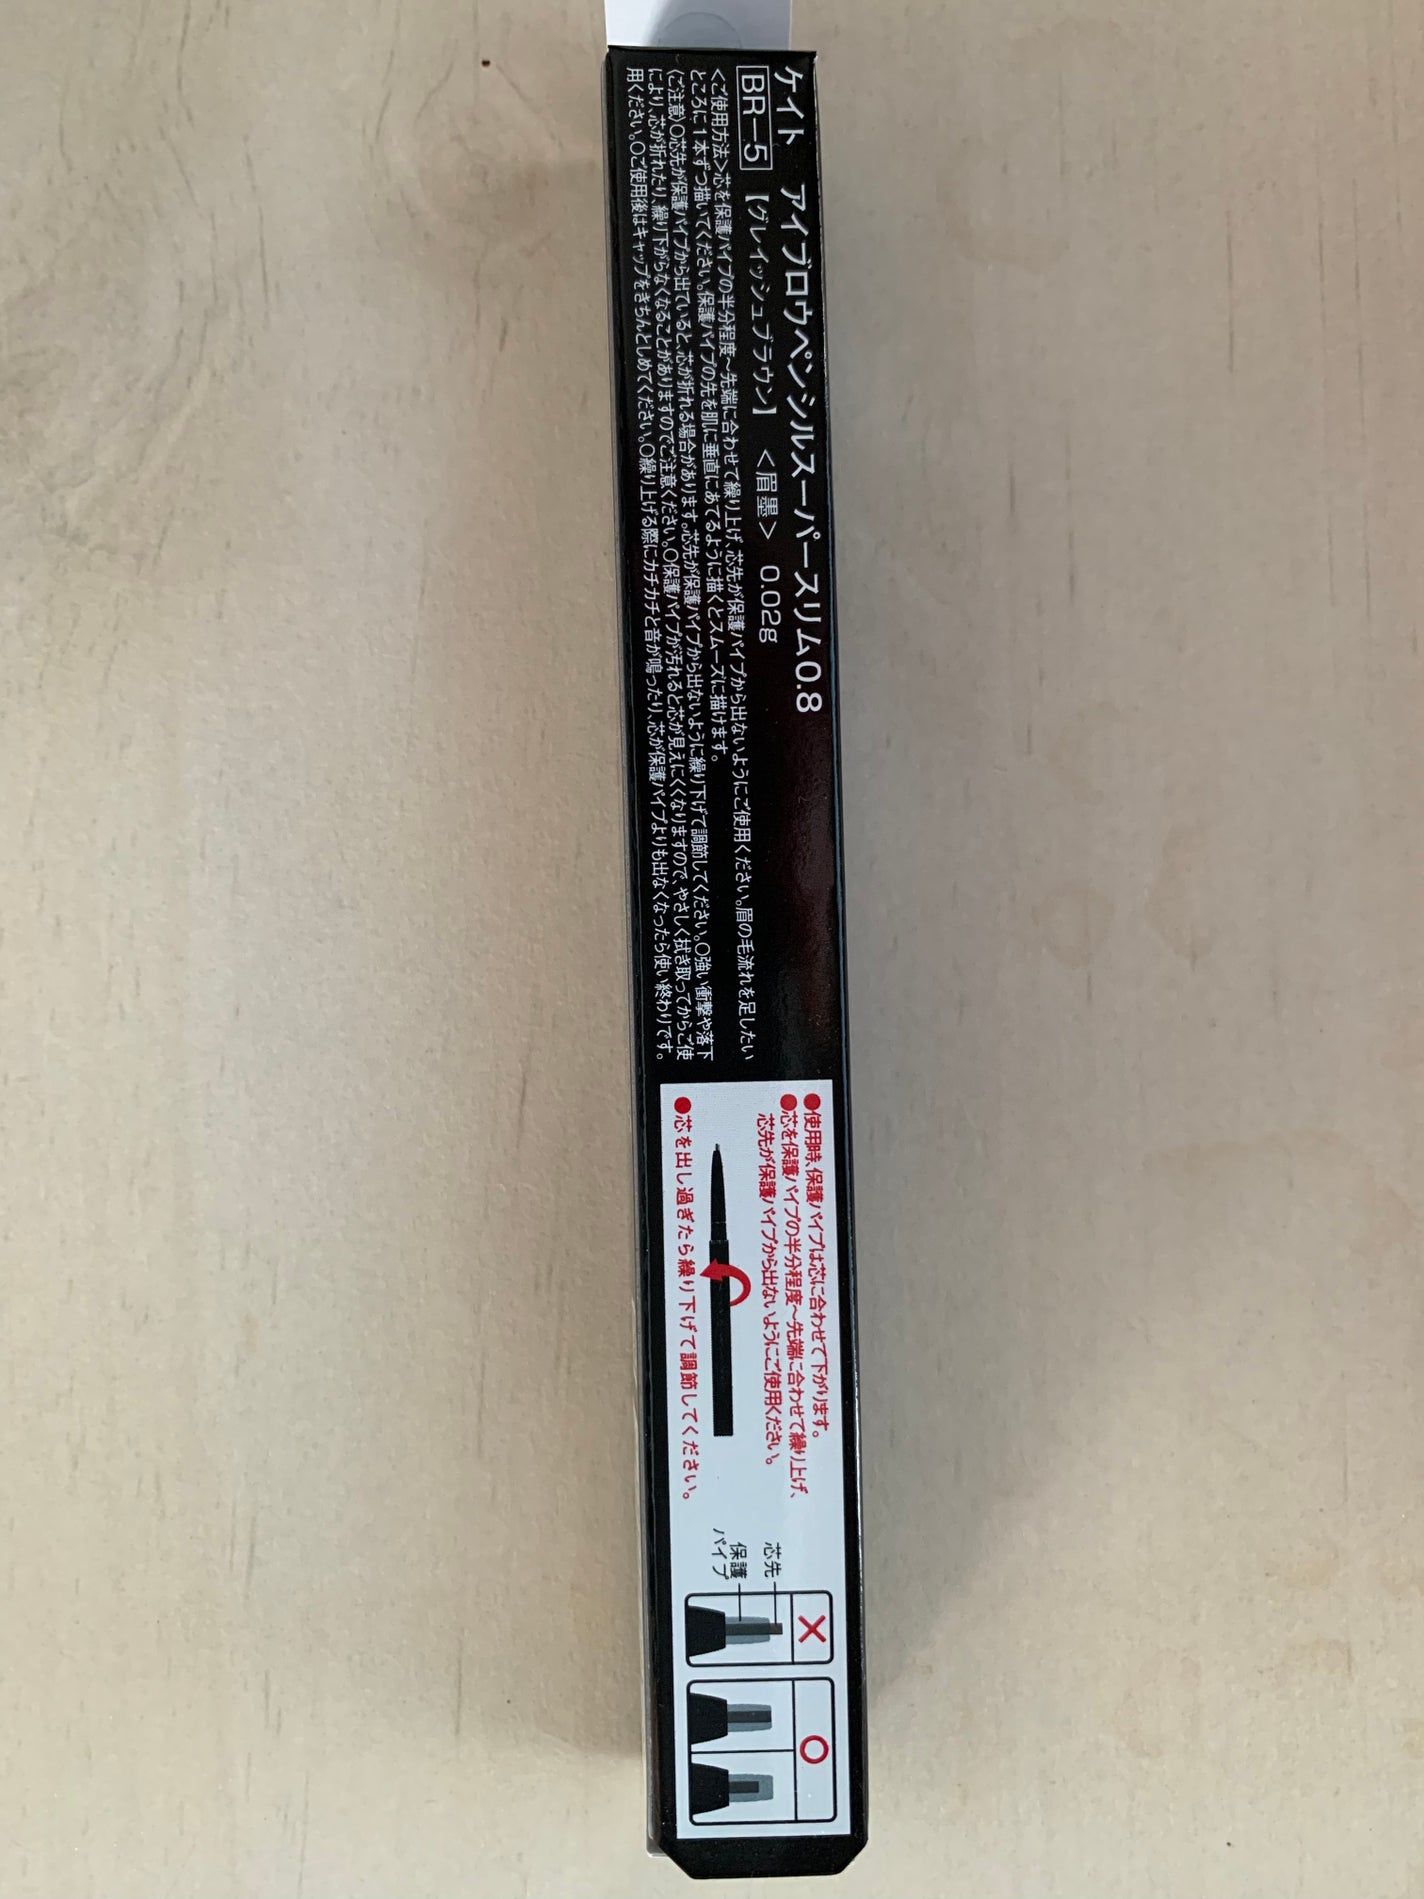 ケイト アイブロウペンシルスーパースリム0.8
BR-5 【グレイッシュブラウン】 <眉墨> 0.02g
<ご使用方法>芯を保護パイプの半分程度~先端に合わせて繰り上げ、芯先が保護パイプから出ないようにご使用ください。眉の毛流れを足したい
ところに1本ずつ描いてください。保護パイプの先を肌に垂直にあてるように描くとスムーズに描けます。
<ご注意>○芯先が保護パイプから出ていると、芯が折れる場合があります。芯先が保護パイプから出ないように繰り下げて調節してください。○強い衝撃や落下
により、芯が折れたり、繰り下がらなくなることがありますのでご注意ください。○保護パイプが汚れると芯が見えにくくなりますので、やさしく拭き取ってからご使
用ください。○ご使用後はキャップをきちんとしめてください。○繰り上げる際にカチカチと音が鳴ったり、芯が保護パイプよりも出なくなったら使い終わりです。
●使用時、保護パイプは芯に合わせて下がります。
●芯を保護パイプの半分程度~先端に合わせて繰り上げ、
芯先が保護パイプから出ないようにご使用ください。
●芯を出し過ぎたら繰り下げて調節してください。
芯先
保護
パイプ
×
○